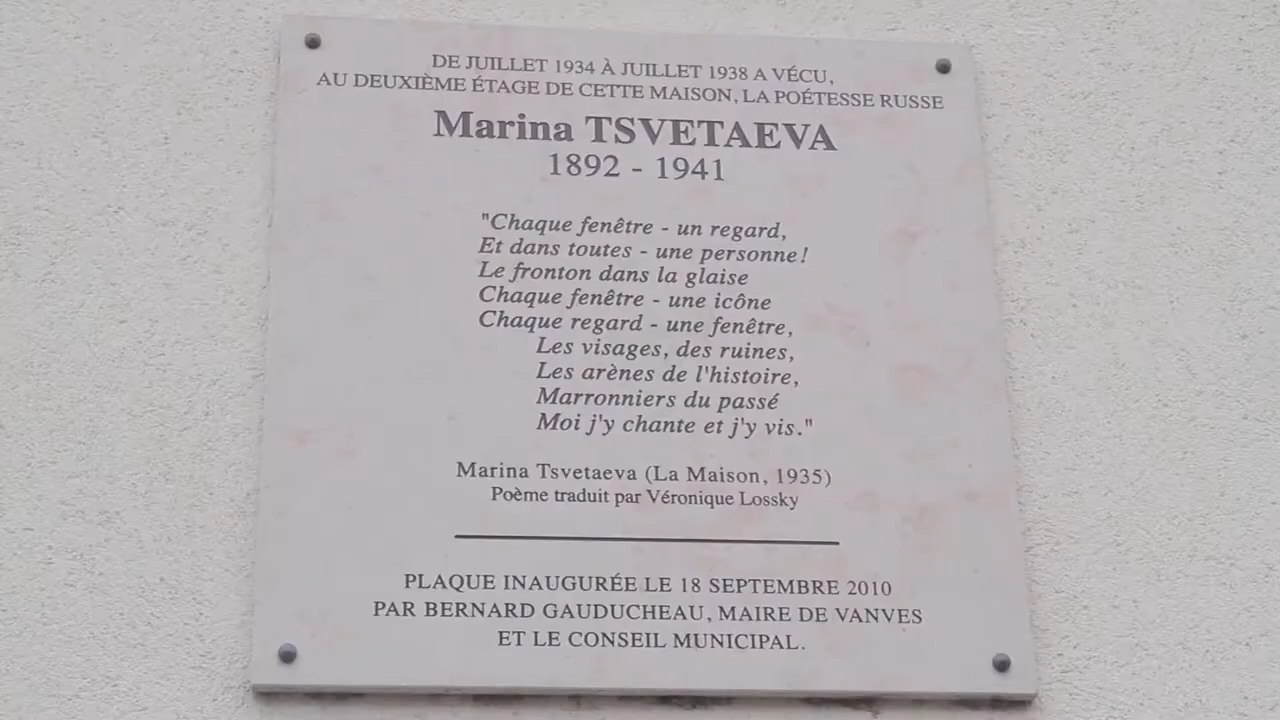 DE JUILLET 1934 À JUILLET 1938 A VÉCU,
AU DEUXIÈME ÉTAGE DE CETTE MAISON, LA POÉTESSE RUSSE
Marina TSVETAEVA
1892 - 1941
"Chaque fenêtre - un regard,
Et dans toutes - une personne!
Le fronton dans la glaise
Chaque fenêtre - une icône
Chaque regard - une fenêtre,
Les visages, des ruines,
Les arènes de l'histoire,
Marronniers du passé
Moi j'y chante et j'y vis."
Marina Tsvetaeva (La Maison, 1935)
Poème traduit par Véronique Lossky
PLAQUE INAUGURÉE LE 18 SEPTEMBRE 2010
PAR BERNARD GAUDUCHEAU, MAIRE DE VANVES
ET LE CONSEIL MUNICIPAL.